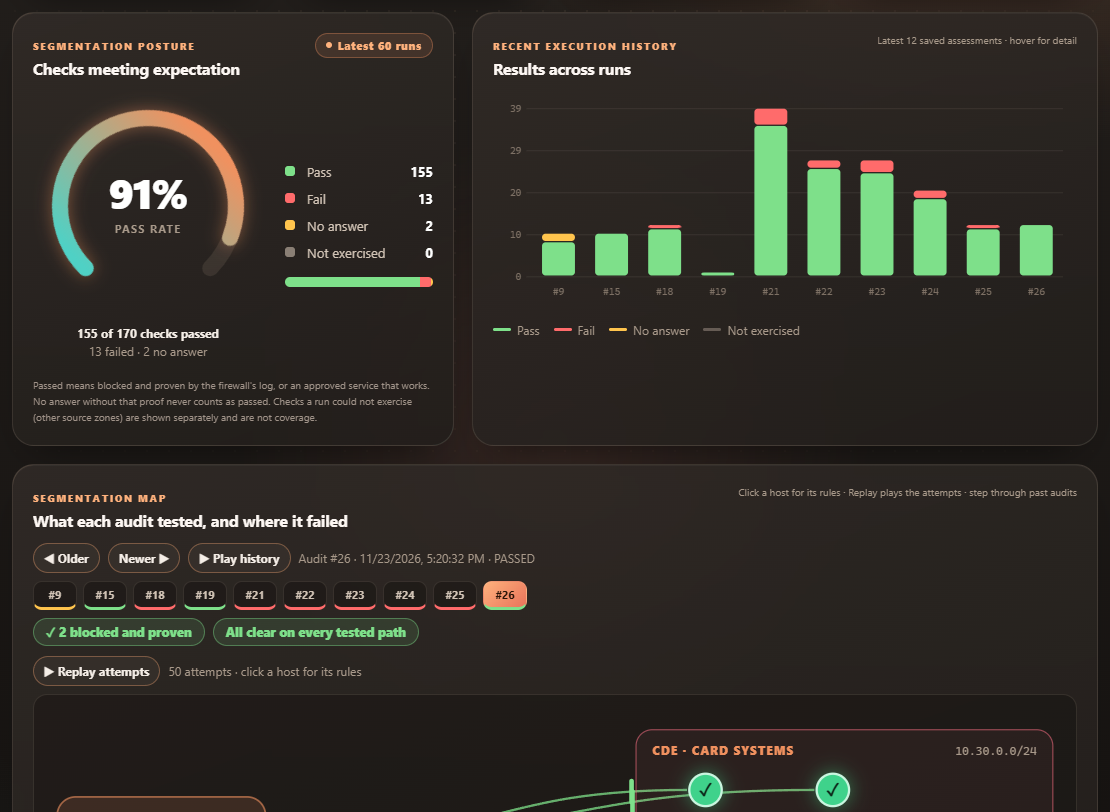 SEGMENTATION POSTURE
Latest 60 runs
Checks meeting expectation
91%
PASS RATE
Pass 155
Fail 13
No answer 2
Not exercised 0
155 of 170 checks passed
13 failed · 2 no answer
Passed means blocked and proven by the firewall's log, or an approved service that works.
No answer without that proof never counts as passed. Checks a run could not exercise
(other source zones) are shown separately and are not coverage.
RECENT EXECUTION HISTORY
Latest 12 saved assessments · hover for detail
Results across runs
39
29
20
10
0
#9 #15 #18 #19 #21 #22 #23 #24 #25 #26
Pass Fail No answer Not exercised
SEGMENTATION MAP
Click a host for its rules · Replay plays the attempts · step through past audits
What each audit tested, and where it failed
◀ Older Newer ▶ ▶ Play history Audit #26 · 11/23/2026, 5:20:32 PM · PASSED
#9 #15 #18 #19 #21 #22 #23 #24 #25 #26
✓ 2 blocked and proven All clear on every tested path
▶ Replay attempts 50 attempts · click a host for its rules
CDE · CARD SYSTEMS 10.30.0.0/24